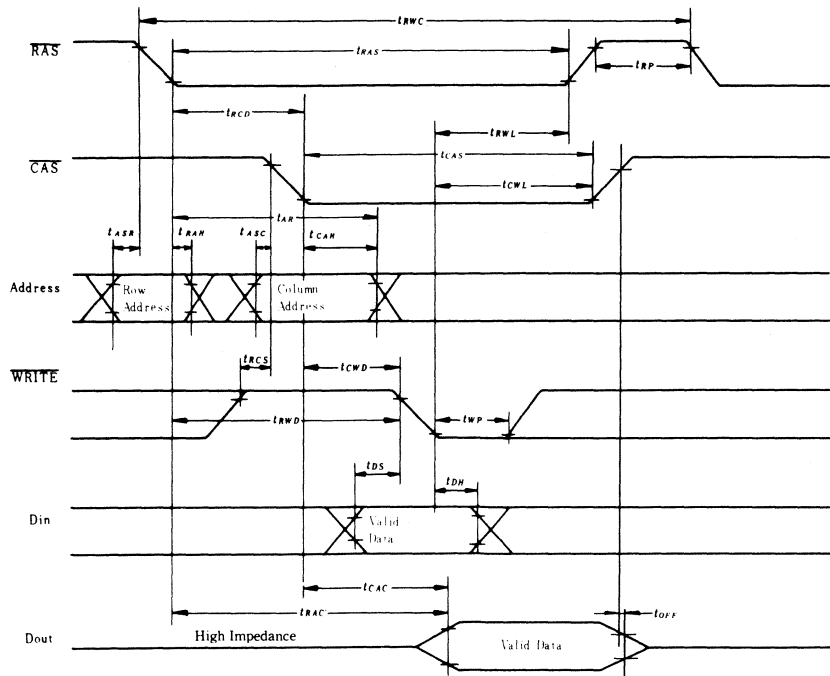 tRWC
RAS
tRAS
tRP
tRCD
tRWL
CAS
tCAS
tCWL
tAR
tASR
tRAH
tASC
tCAH
Address
Row
Address
Column
Address
tRCS
tCWD
WRITE
tRWD
tWP
tDS
tDH
Din
Valid
Data
tCAC
tRAC
tOFF
Dout
High Impedance
Valid Data